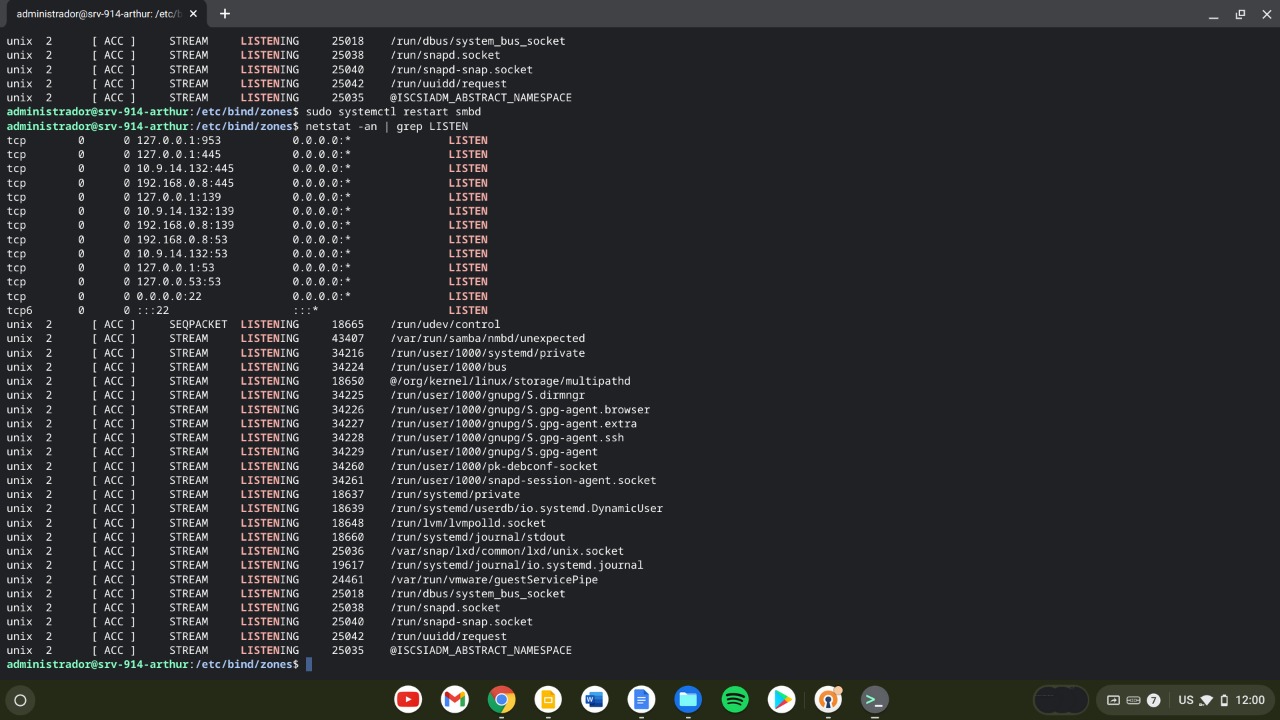 administrador@srv-914-arthur: /etc/b
unix 2 [ ACC ] STREAM LISTENING 25018 /run/dbus/system_bus_socket
unix 2 [ ACC ] STREAM LISTENING 25038 /run/snapd.socket
unix 2 [ ACC ] STREAM LISTENING 25040 /run/snapd-snap.socket
unix 2 [ ACC ] STREAM LISTENING 25042 /run/uuidd/request
unix 2 [ ACC ] STREAM LISTENING 25035 @ISCSIADM_ABSTRACT_NAMESPACE
administrador@srv-914-arthur:/etc/bind/zones$ sudo systemctl restart smbd
administrador@srv-914-arthur:/etc/bind/zones$ netstat -an | grep LISTEN
tcp 0 0 127.0.0.1:953 0.0.0.0:* LISTEN
tcp 0 0 127.0.0.1:445 0.0.0.0:* LISTEN
tcp 0 0 10.9.14.132:445 0.0.0.0:* LISTEN
tcp 0 0 192.168.0.8:445 0.0.0.0:* LISTEN
tcp 0 0 127.0.0.1:139 0.0.0.0:* LISTEN
tcp 0 0 10.9.14.132:139 0.0.0.0:* LISTEN
tcp 0 0 192.168.0.8:139 0.0.0.0:* LISTEN
tcp 0 0 192.168.0.8:53 0.0.0.0:* LISTEN
tcp 0 0 10.9.14.132:53 0.0.0.0:* LISTEN
tcp 0 0 127.0.0.1:53 0.0.0.0:* LISTEN
tcp 0 0 127.0.0.53:53 0.0.0.0:* LISTEN
tcp 0 0 0.0.0.0:22 0.0.0.0:* LISTEN
tcp6 0 0 :::22 :::* LISTEN
unix 2 [ ACC ] SEQPACKET LISTENING 18665 /run/udev/control
unix 2 [ ACC ] STREAM LISTENING 43407 /var/run/samba/nmbd/unexpected
unix 2 [ ACC ] STREAM LISTENING 34216 /run/user/1000/systemd/private
unix 2 [ ACC ] STREAM LISTENING 34224 /run/user/1000/bus
unix 2 [ ACC ] STREAM LISTENING 18650 @/org/kernel/linux/storage/multipathd
unix 2 [ ACC ] STREAM LISTENING 34225 /run/user/1000/gnupg/S.dirmngr
unix 2 [ ACC ] STREAM LISTENING 34226 /run/user/1000/gnupg/S.gpg-agent.browser
unix 2 [ ACC ] STREAM LISTENING 34227 /run/user/1000/gnupg/S.gpg-agent.extra
unix 2 [ ACC ] STREAM LISTENING 34228 /run/user/1000/gnupg/S.gpg-agent.ssh
unix 2 [ ACC ] STREAM LISTENING 34229 /run/user/1000/gnupg/S.gpg-agent
unix 2 [ ACC ] STREAM LISTENING 34260 /run/user/1000/pk-debconf-socket
unix 2 [ ACC ] STREAM LISTENING 34261 /run/user/1000/snapd-session-agent.socket
unix 2 [ ACC ] STREAM LISTENING 18637 /run/systemd/private
unix 2 [ ACC ] STREAM LISTENING 18639 /run/systemd/userdb/io.systemd.DynamicUser
unix 2 [ ACC ] STREAM LISTENING 18648 /run/lvm/lvmpolld.socket
unix 2 [ ACC ] STREAM LISTENING 18660 /run/systemd/journal/stdout
unix 2 [ ACC ] STREAM LISTENING 25036 /var/snap/lxd/common/lxd/unix.socket
unix 2 [ ACC ] STREAM LISTENING 19617 /run/systemd/journal/io.systemd.journal
unix 2 [ ACC ] STREAM LISTENING 24461 /var/run/vmware/guestServicePipe
unix 2 [ ACC ] STREAM LISTENING 25018 /run/dbus/system_bus_socket
unix 2 [ ACC ] STREAM LISTENING 25038 /run/snapd.socket
unix 2 [ ACC ] STREAM LISTENING 25040 /run/snapd-snap.socket
unix 2 [ ACC ] STREAM LISTENING 25042 /run/uuidd/request
unix 2 [ ACC ] STREAM LISTENING 25035 @ISCSIADM_ABSTRACT_NAMESPACE
administrador@srv-914-arthur:/etc/bind/zones$
7 US 12:00